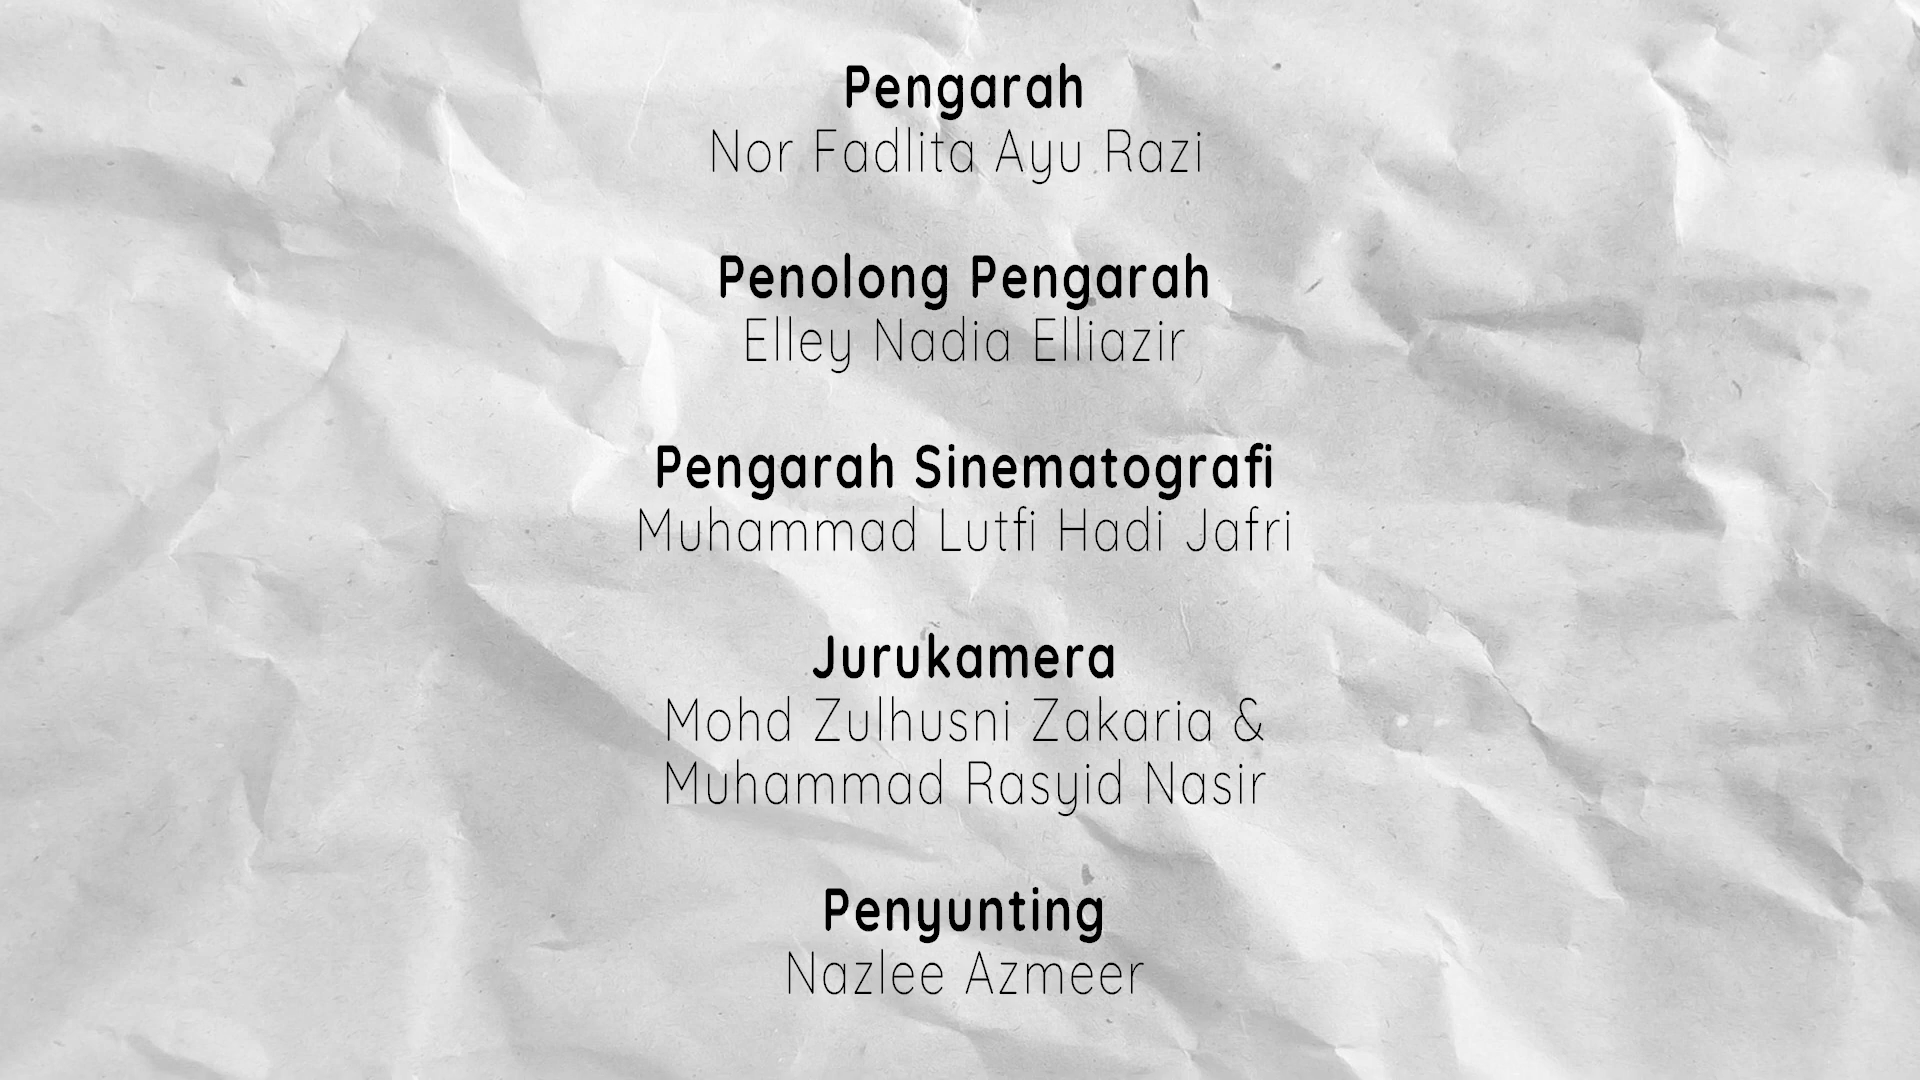 Pengarah
Nor Fadlita Ayu Razi
Penolong Pengarah
Elley Nadia Elliazir
Pengarah Sinematografi
Muhammad Lutfi Hadi Jafri
Jurukamera
Mohd Zulhusni Zakaria &
Muhammad Rasyid Nasir
Penyunting
Nazlee Azmeer